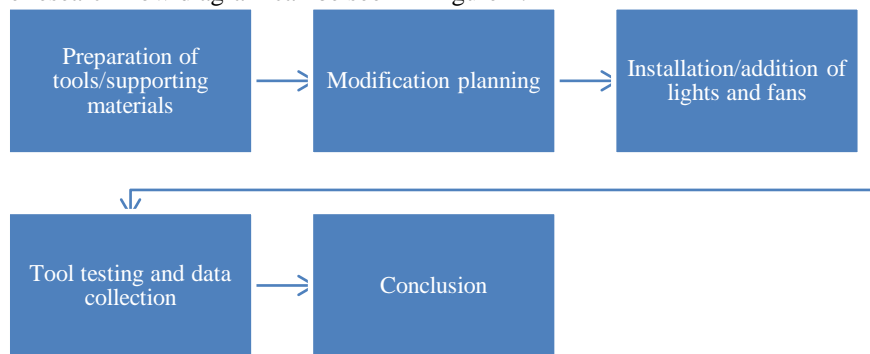 Preparation of
tools/supporting
materials
Modification planning
Installation/addition of
lights and fans
Tool testing and data
collection
Conclusion